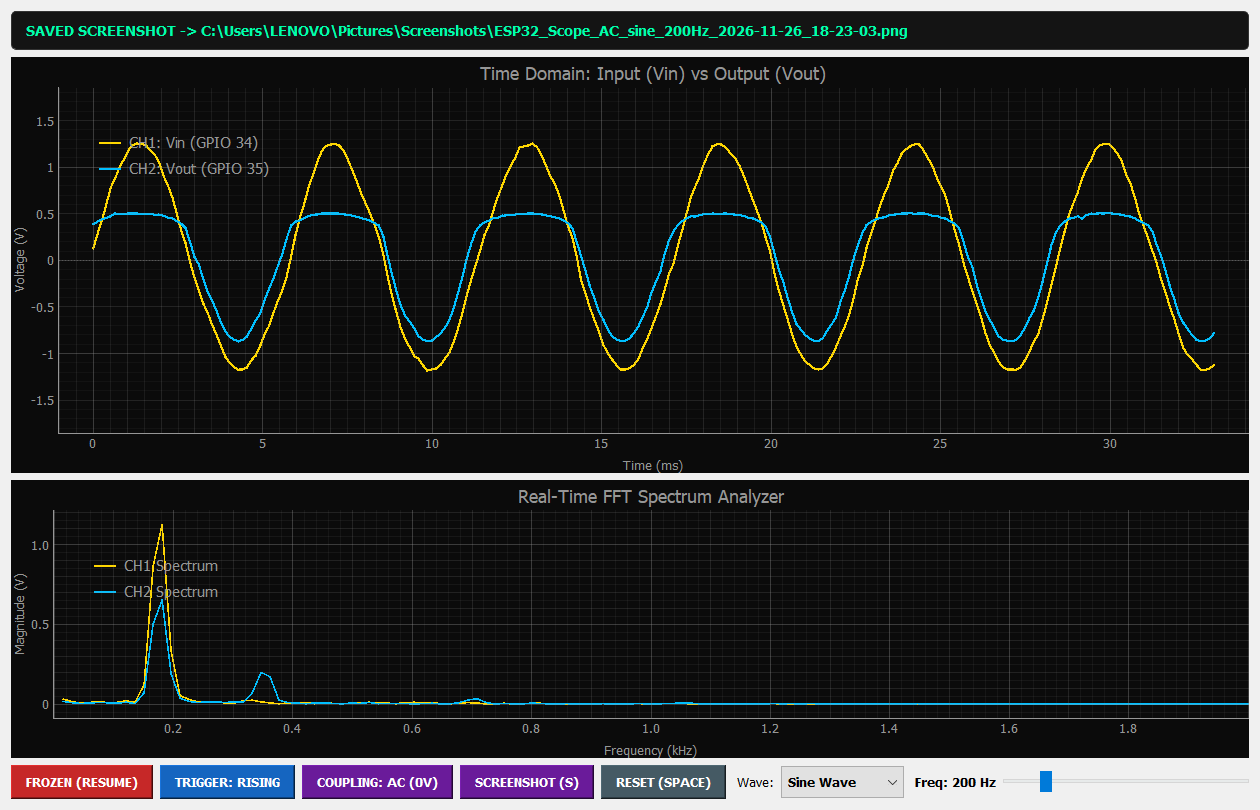 SAVED SCREENSHOT -> C:\Users\LENOVO\Pictures\Screenshots\ESP32_Scope_AC_sine_200Hz_2026-11-26_18-23-03.png
Time Domain: Input (Vin) vs Output (Vout)
1.5
CH1: Vin (GPIO 34)
1
CH2: Vout (GPIO 35)
0.5
Voltage (V)
0
-0.5
-1
-1.5
0 5 10 15 20 25 30
Time (ms)
Real-Time FFT Spectrum Analyzer
1.0
CH1 Spectrum
CH2 Spectrum
Magnitude (V)
0.5
0
0.2 0.4 0.6 0.8 1.0 1.2 1.4 1.6 1.8
Frequency (kHz)
FROZEN (RESUME) TRIGGER: RISING COUPLING: AC (0V) SCREENSHOT (S) RESET (SPACE) Wave: Sine Wave Freq: 200 Hz